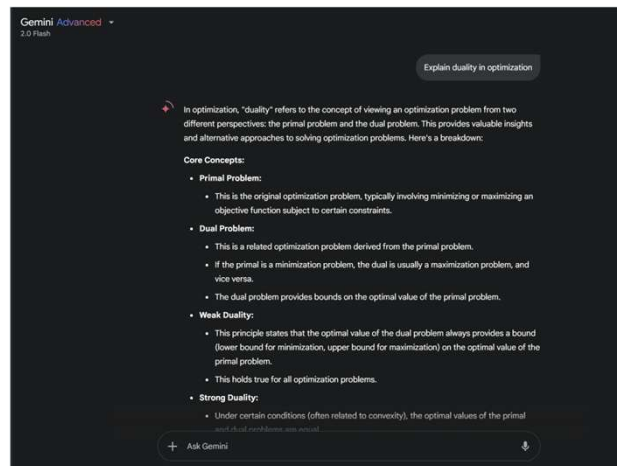 Gemini Advanced
2.0 Flash
Explain duality in optimization
In optimization, "duality" refers to the concept of viewing an optimization problem from two
different perspectives: the primal problem and the dual problem. This provides valuable insights
and alternative approaches to solving optimization problems. Here's a breakdown:
Core Concepts:
• Primal Problem:
• This is the original optimization problem, typically involving minimizing or maximizing an
objective function subject to certain constraints.
• Dual Problem:
• This is a related optimization problem derived from the primal problem.
• If the primal is a minimization problem, the dual is usually a maximization problem, and
vice versa.
• The dual problem provides bounds on the optimal value of the primal problem.
• Weak Duality:
• This principle states that the optimal value of the dual problem always provides a bound
(lower bound for minimization, upper bound for maximization) on the optimal value of the
primal problem.
• This holds true for all optimization problems.
• Strong Duality:
• Under certain conditions (often related to convexity), the optimal values of the primal
and dual problems are equal.
Ask Gemini